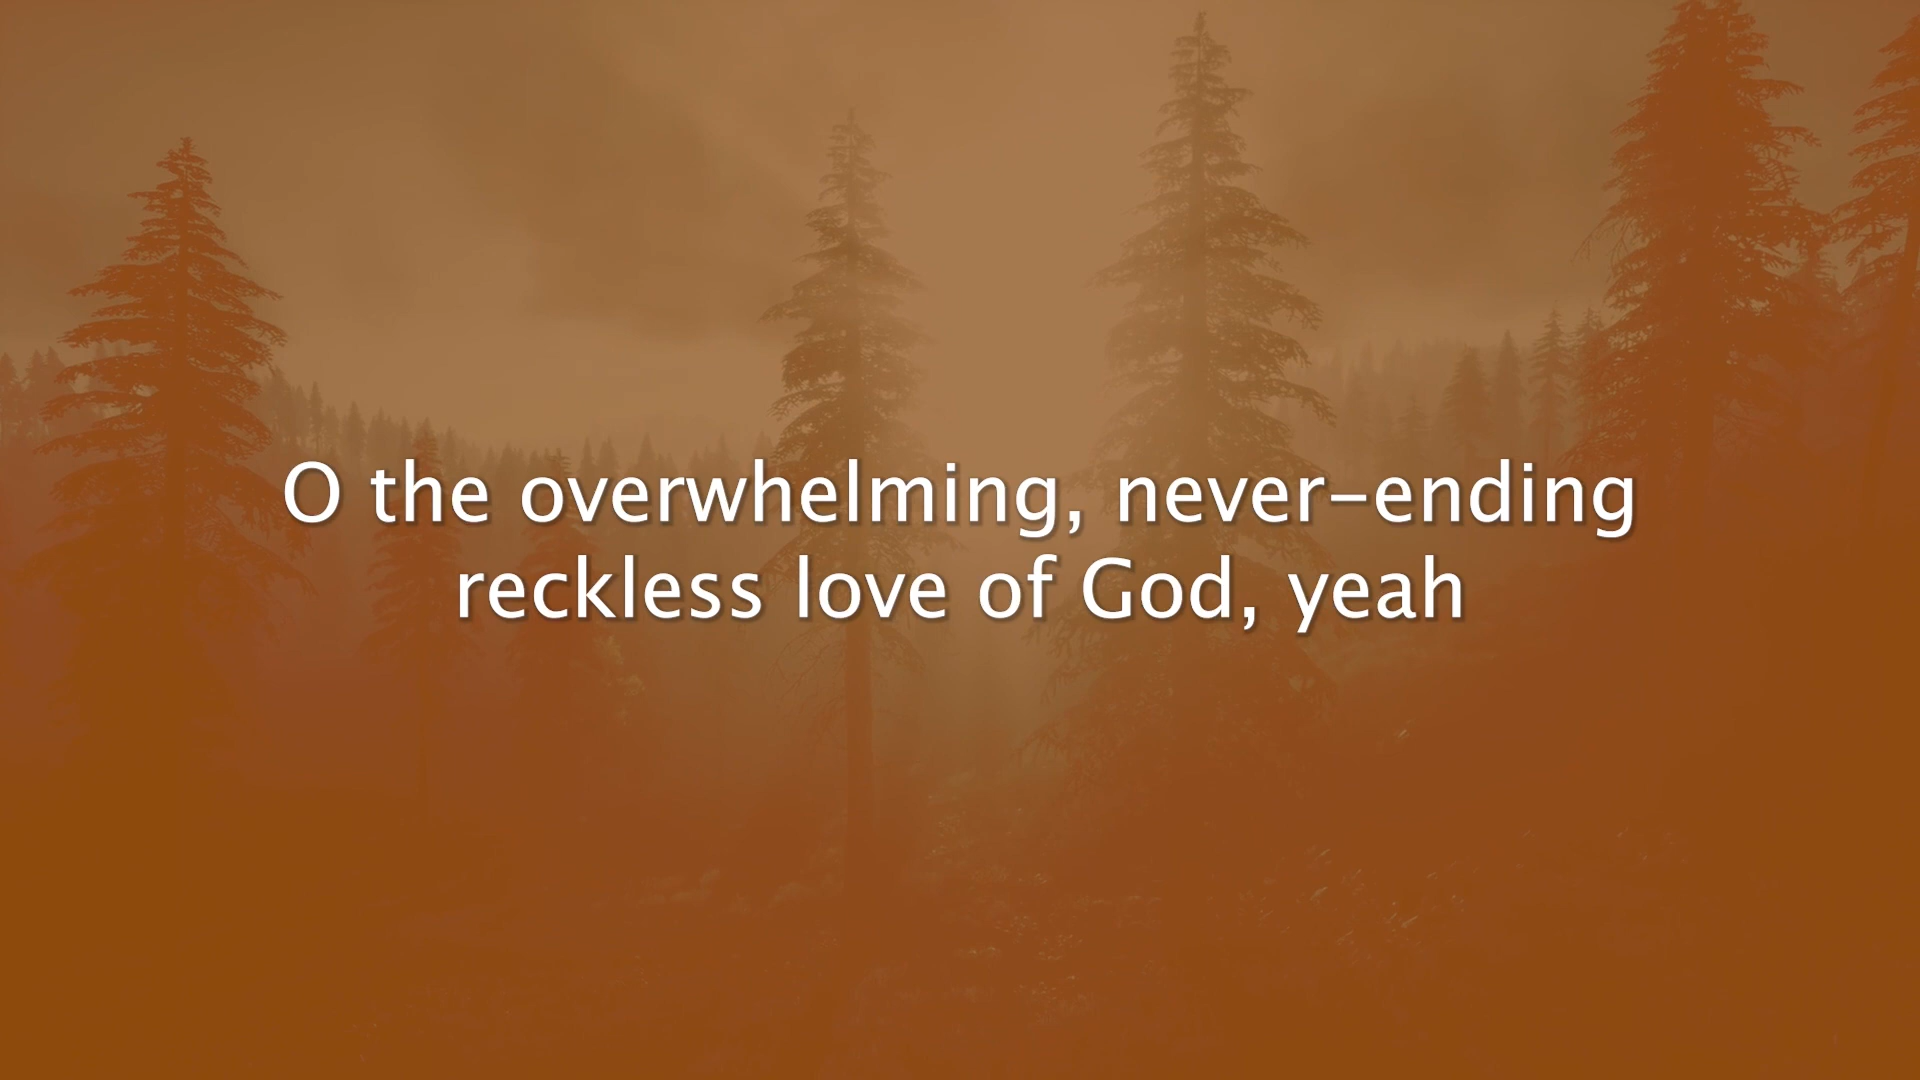 O the overwhelming, never-ending
reckless love of God, yeah